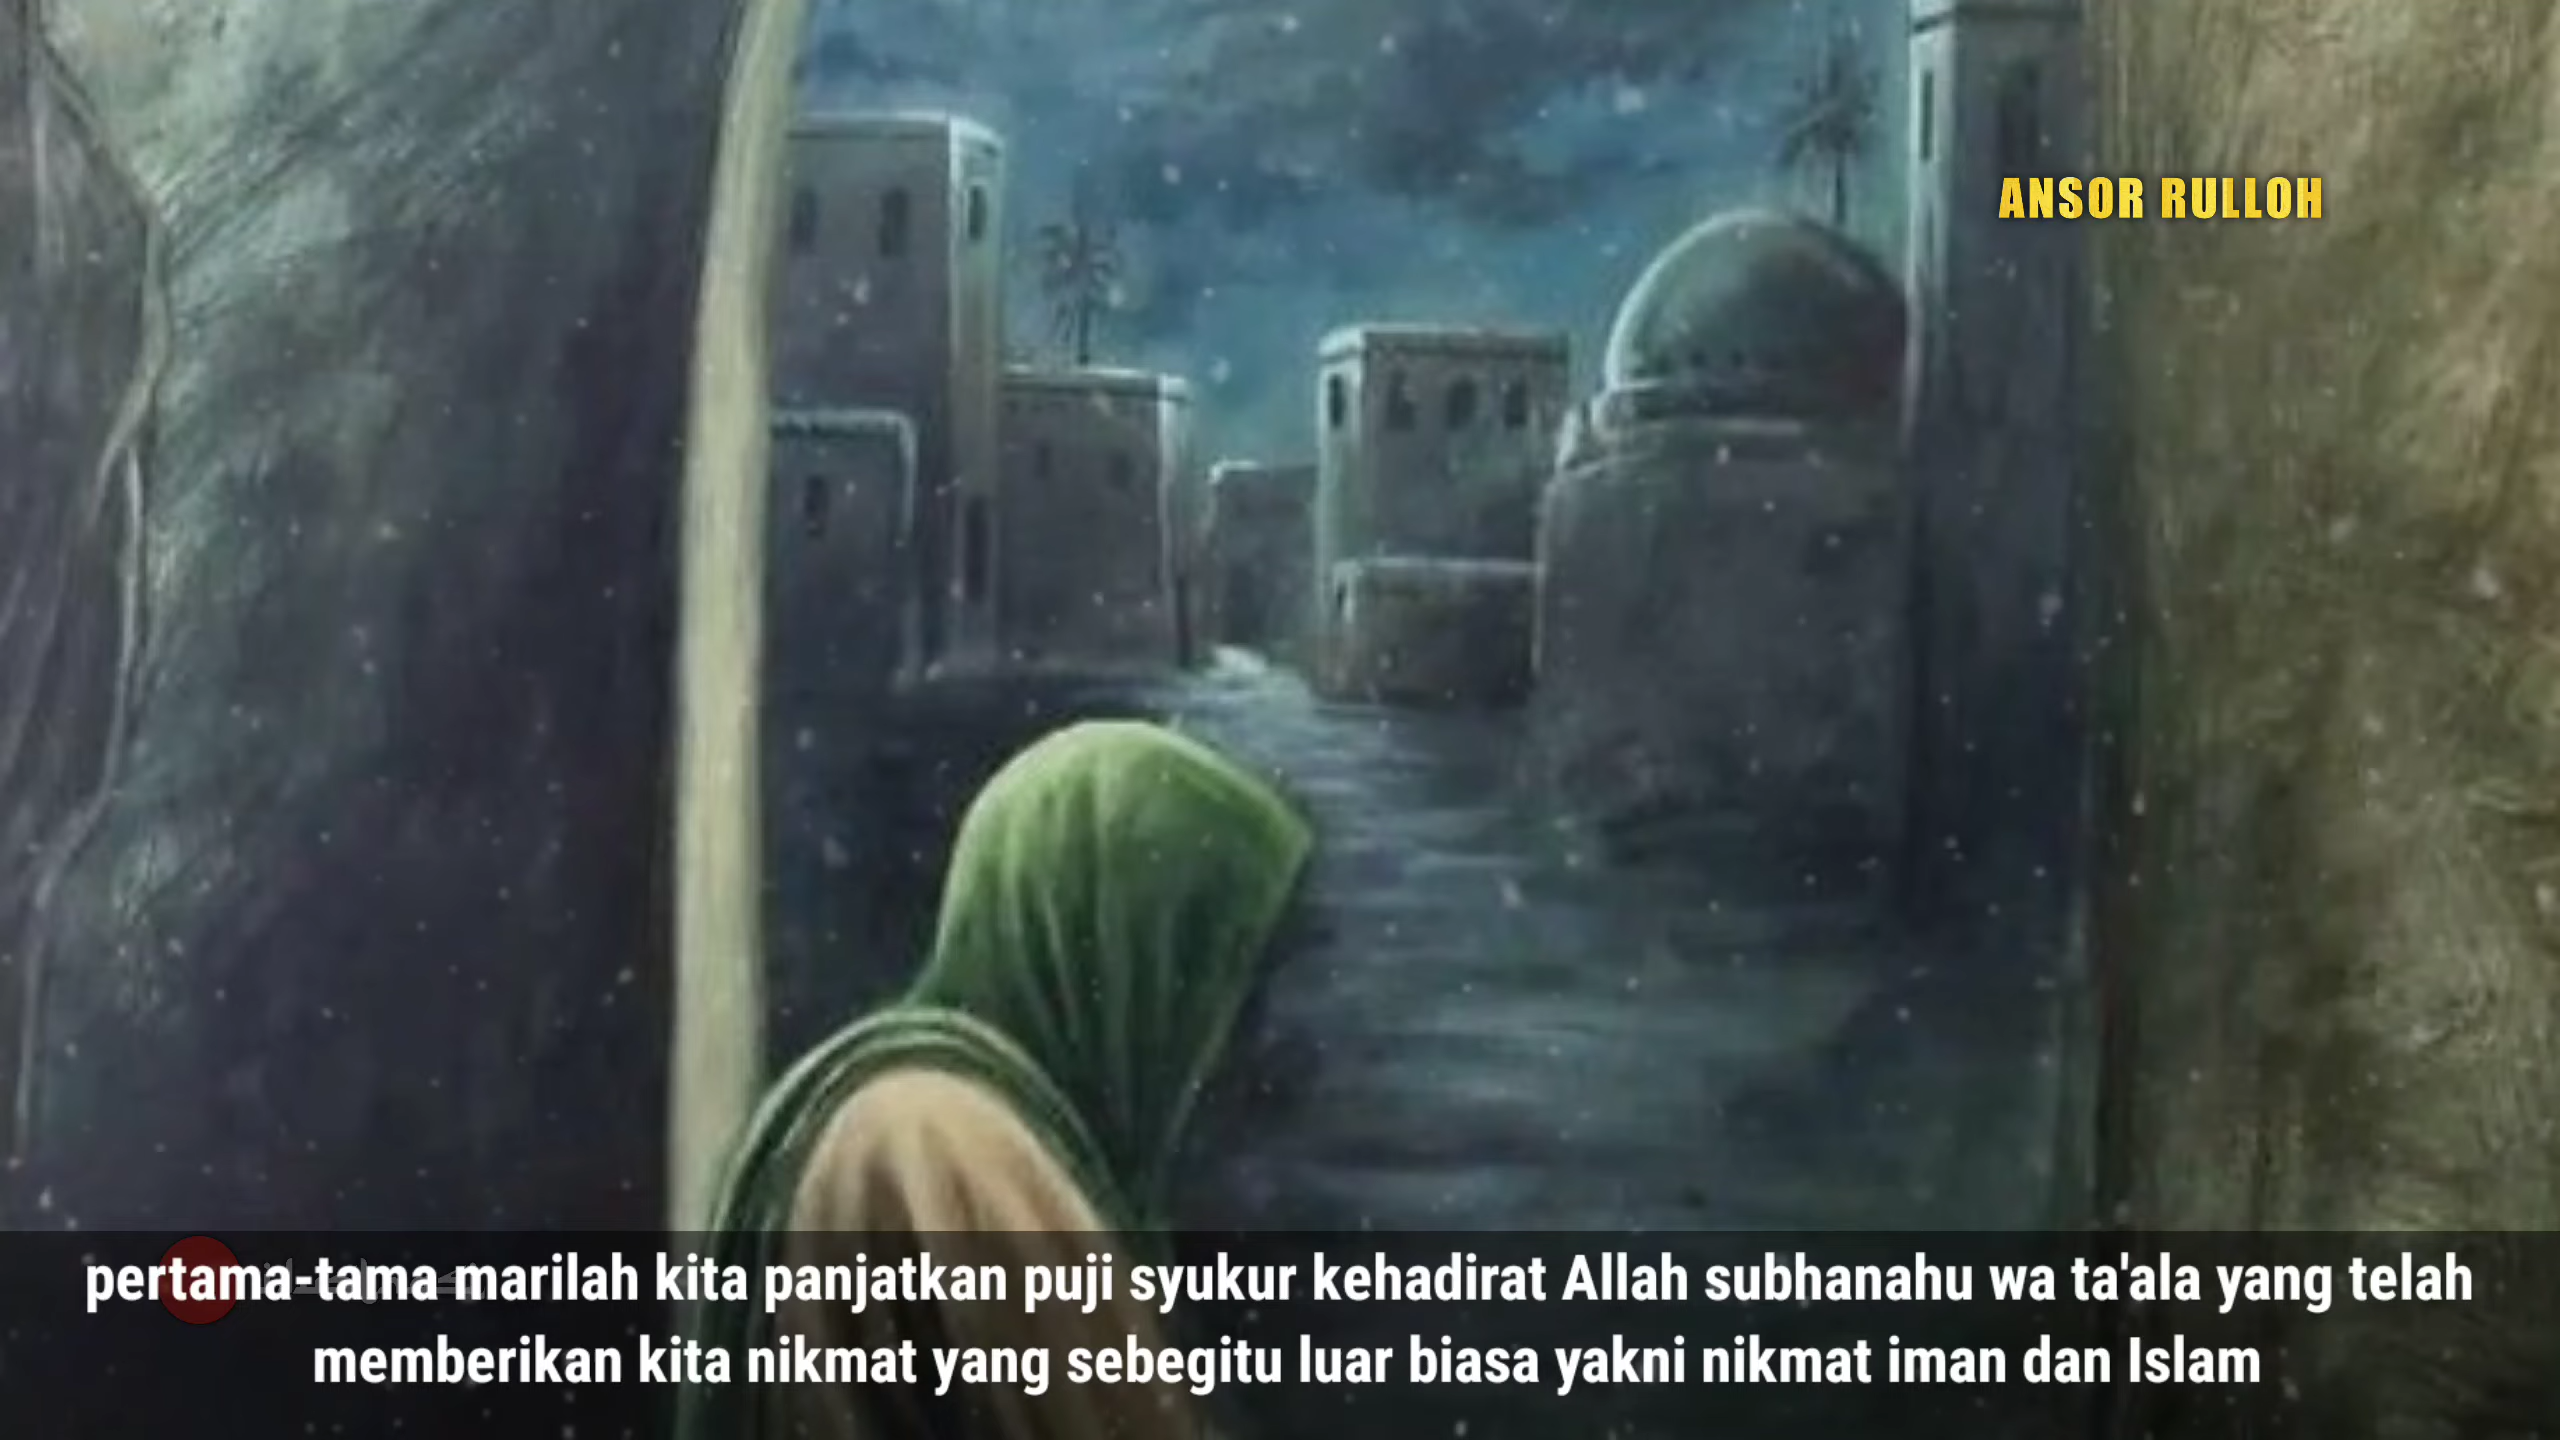 ANSOR RULLOH
pertama-tama marilah kita panjatkan puji syukur kehadirat Allah subhanahu wa ta'ala yang telah
memberikan kita nikmat yang sebegitu luar biasa yakni nikmat iman dan Islam